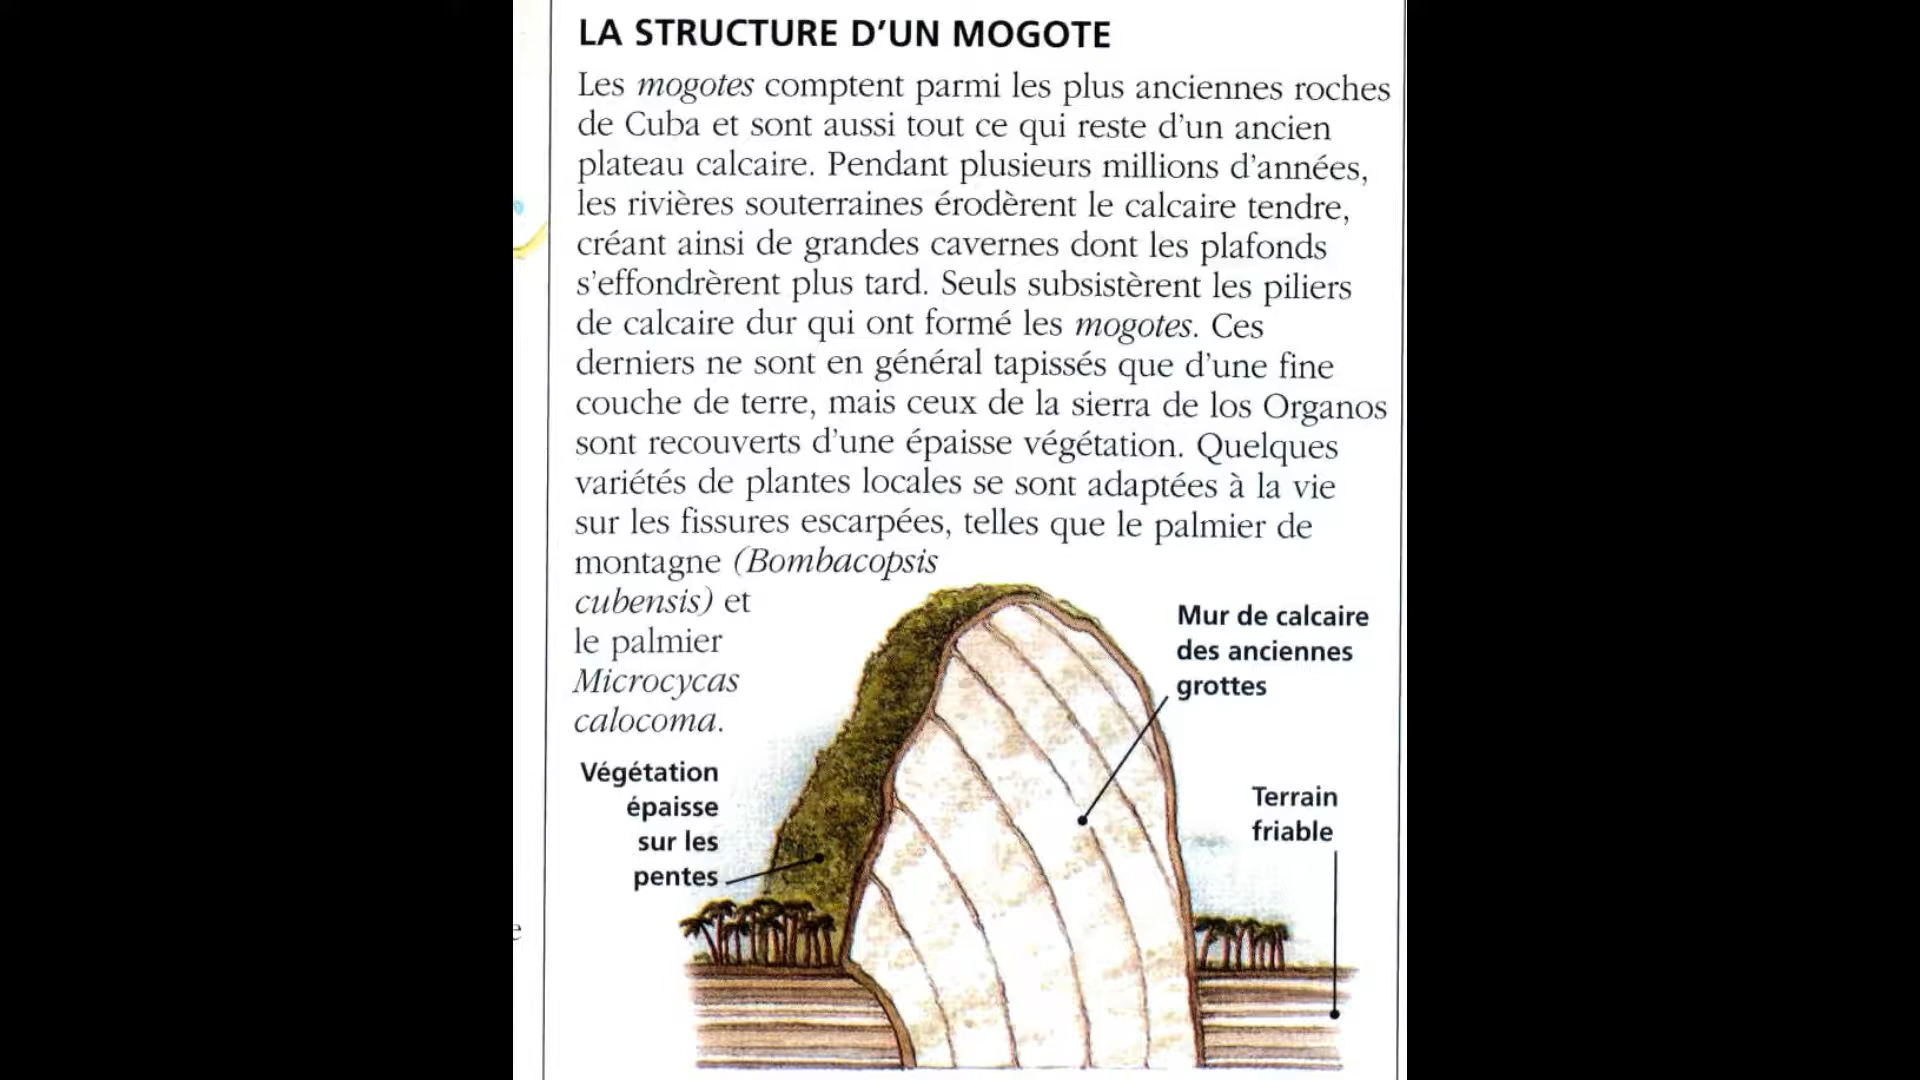 LA STRUCTURE D'UN MOGOTE
Les mogotes comptent parmi les plus anciennes roches
de Cuba et sont aussi tout ce qui reste d'un ancien
plateau calcaire. Pendant plusieurs millions d'années,
les rivières souterraines érodèrent le calcaire tendre,
créant ainsi de grandes cavernes dont les plafonds
s'effondrèrent plus tard. Seuls subsistèrent les piliers
de calcaire dur qui ont formé les mogotes. Ces
derniers ne sont en général tapissés que d'une fine
couche de terre, mais ceux de la sierra de los Organos
sont recouverts d'une épaisse végétation. Quelques
variétés de plantes locales se sont adaptées à la vie
sur les fissures escarpées, telles que le palmier de
montagne (Bombacopsis
cubensis) et
le palmier
Microcycas
calocoma.
Mur de calcaire
des anciennes
grottes
Végétation
épaisse
sur les
pentes
Terrain
friable
e